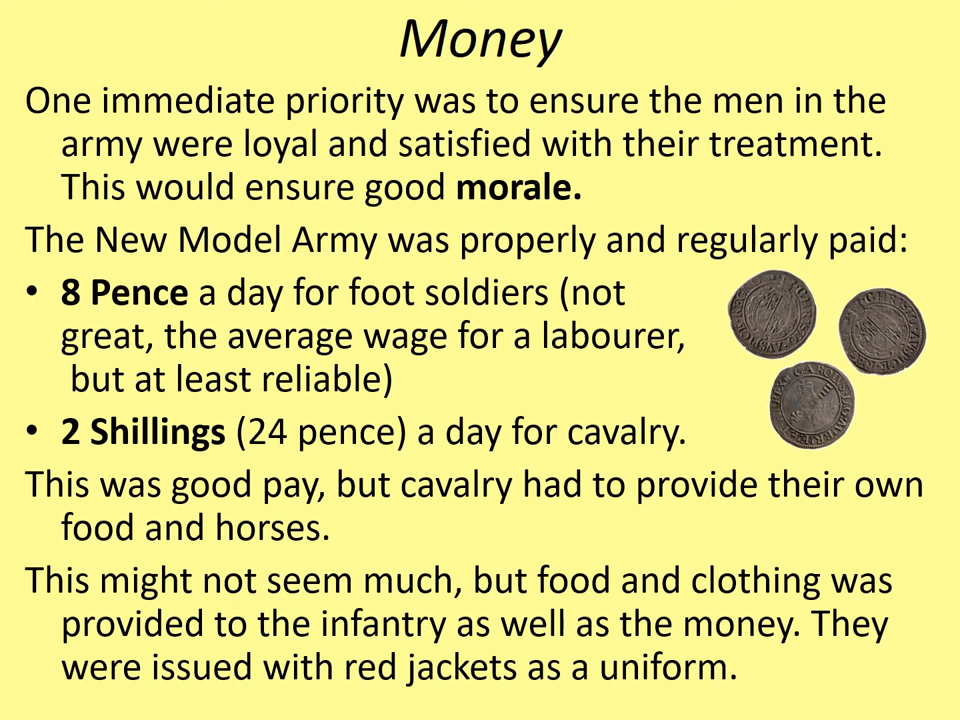 Money
One immediate priority was to ensure the men in the
army were loyal and satisfied with their treatment.
This would ensure good morale.
The New Model Army was properly and regularly paid:
• 8 Pence a day for foot soldiers (not
great, the average wage for a labourer,
but at least reliable)
• 2 Shillings (24 pence) a day for cavalry.
This was good pay, but cavalry had to provide their own
food and horses.
This might not seem much, but food and clothing was
provided to the infantry as well as the money. They
were issued with red jackets as a uniform.